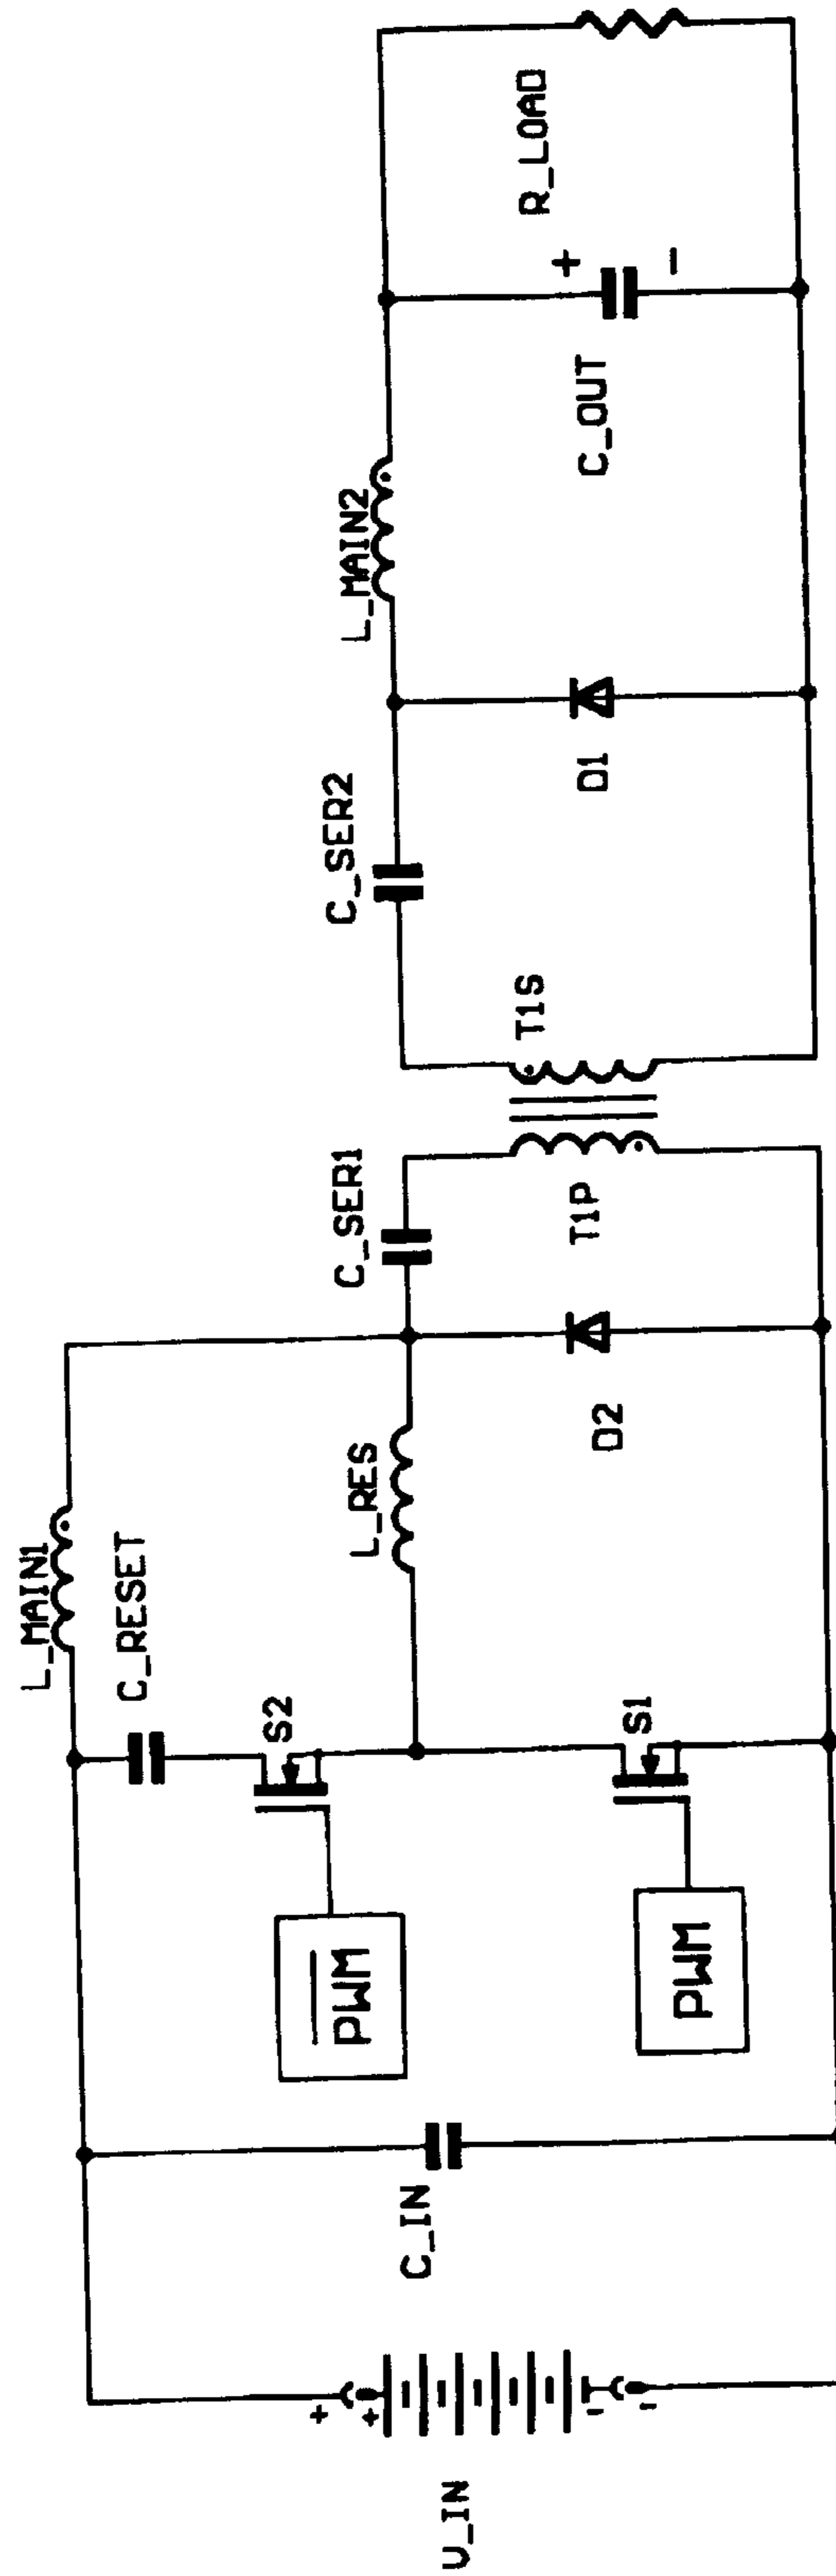 V_IN
+
+
-
-
C_IN
PWM
PWM
S2
S1
L_MAIN1
C_RESET
L_RES
D2
C_SER1
T1P
T1S
C_SER2
D1
L_MAIN2
C_OUT
+
-
R_LOAD